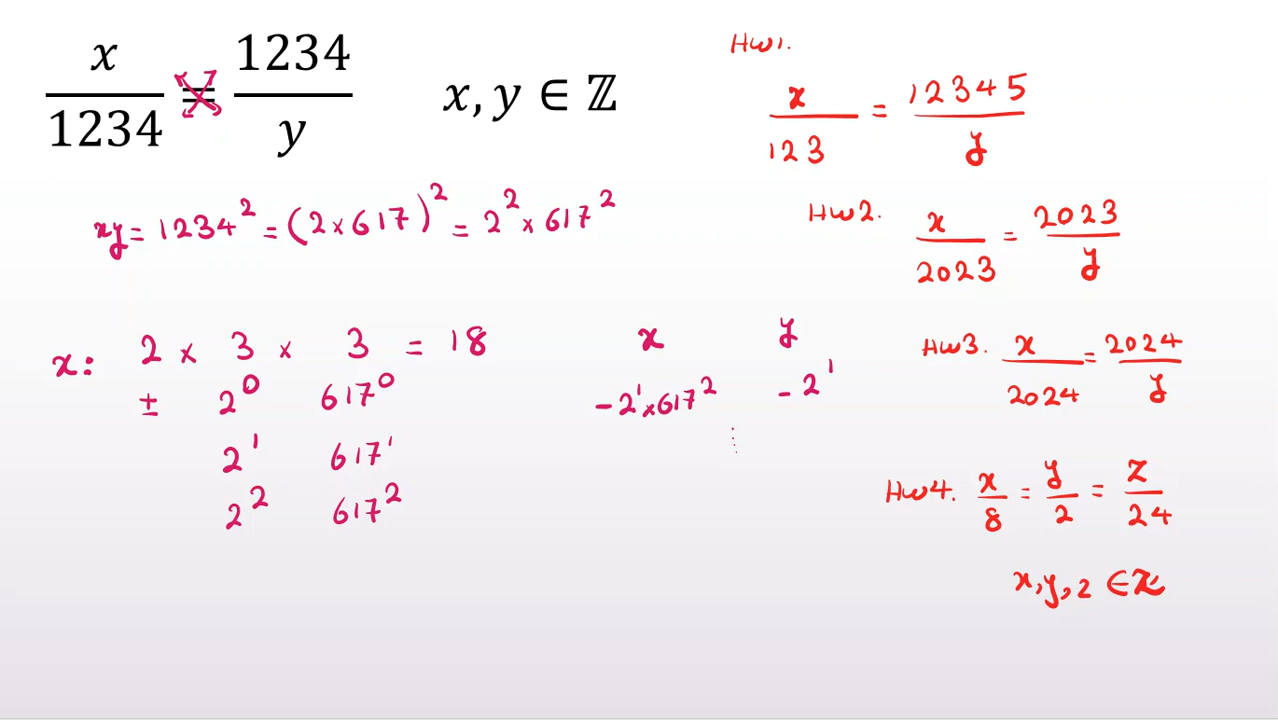 x/1234 = 1234/y    x, y ∈ ℤ
xy = 1234² = (2×617)² = 2² × 617²
x: 2 × 3 × 3 = 18
± 2⁰ 617⁰
2¹ 617¹
2² 617²
x y
-2¹×617² -2¹
⋮
HW1. x/123 = 12345/y
HW2. x/2023 = 2023/y
HW3. x/2024 = 2024/y
HW4. x/8 = y/2 = z/24
x, y, z ∈ ℤ